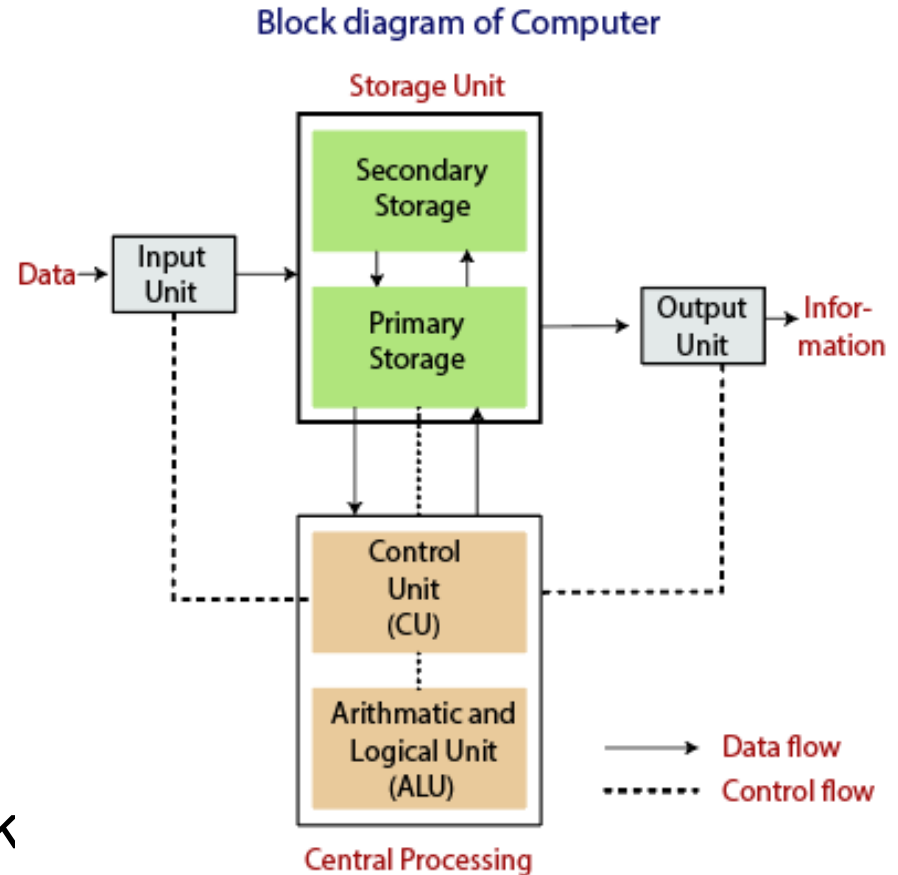 Block diagram of Computer
Storage Unit
Secondary
Storage
Data
Input
Unit
Primary
Storage
Output
Unit
Infor-
mation
Control
Unit
(CU)
Arithmatic and
Logical Unit
(ALU)
Data flow
Control flow
Central Processing